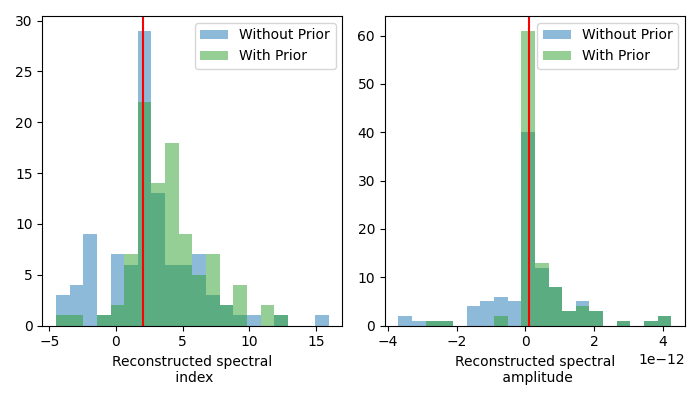 30
25
20
15
10
5
0
Without Prior
With Prior
−5
0
5
10
15
Reconstructed spectral
index
60
50
40
30
20
10
0
Without Prior
With Prior
−4
−2
0
2
4
1e−12
Reconstructed spectral
amplitude